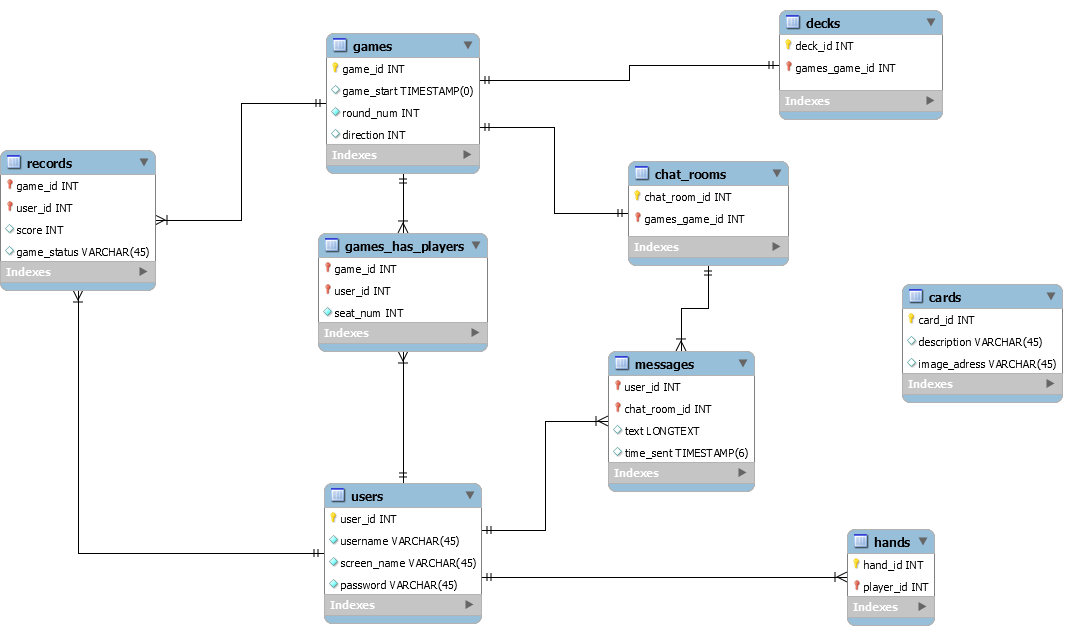 decks
deck_id INT
games_game_id INT
Indexes
games
game_id INT
game_start TIMESTAMP(0)
round_num INT
direction INT
Indexes
records
game_id INT
user_id INT
score INT
game_status VARCHAR(45)
Indexes
chat_rooms
chat_room_id INT
games_game_id INT
Indexes
games_has_players
game_id INT
user_id INT
seat_num INT
Indexes
cards
card_id INT
description VARCHAR(45)
image_adress VARCHAR(45)
Indexes
messages
user_id INT
chat_room_id INT
text LONGTEXT
time_sent TIMESTAMP(6)
Indexes
users
user_id INT
username VARCHAR(45)
screen_name VARCHAR(45)
password VARCHAR(45)
Indexes
hands
hand_id INT
player_id INT
Indexes